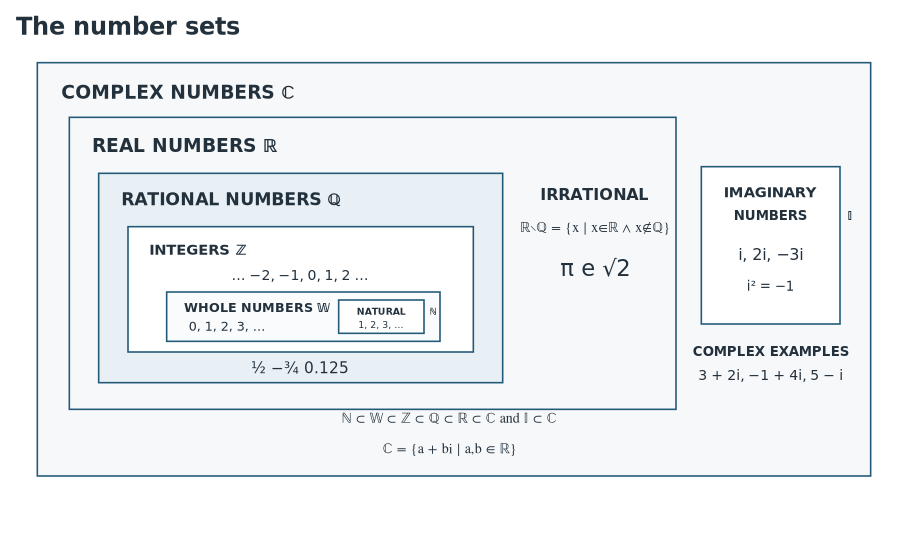 The number sets
COMPLEX NUMBERS ℂ
REAL NUMBERS ℝ
RATIONAL NUMBERS ℚ
INTEGERS ℤ
… −2, −1, 0, 1, 2 …
WHOLE NUMBERS 𝕎
0, 1, 2, 3, …
NATURAL
1, 2, 3, …
ℕ
½ −¾ 0.125
IRRATIONAL
ℝ∖ℚ = {x | x∈ℝ ∧ x∉ℚ}
π e √2
IMAGINARY
NUMBERS
𝕀
i, 2i, −3i
i² = −1
COMPLEX EXAMPLES
3 + 2i, −1 + 4i, 5 − i
ℕ ⊂ 𝕎 ⊂ ℤ ⊂ ℚ ⊂ ℝ ⊂ ℂ and 𝕀 ⊂ ℂ
ℂ = {a + bi | a,b ∈ ℝ}